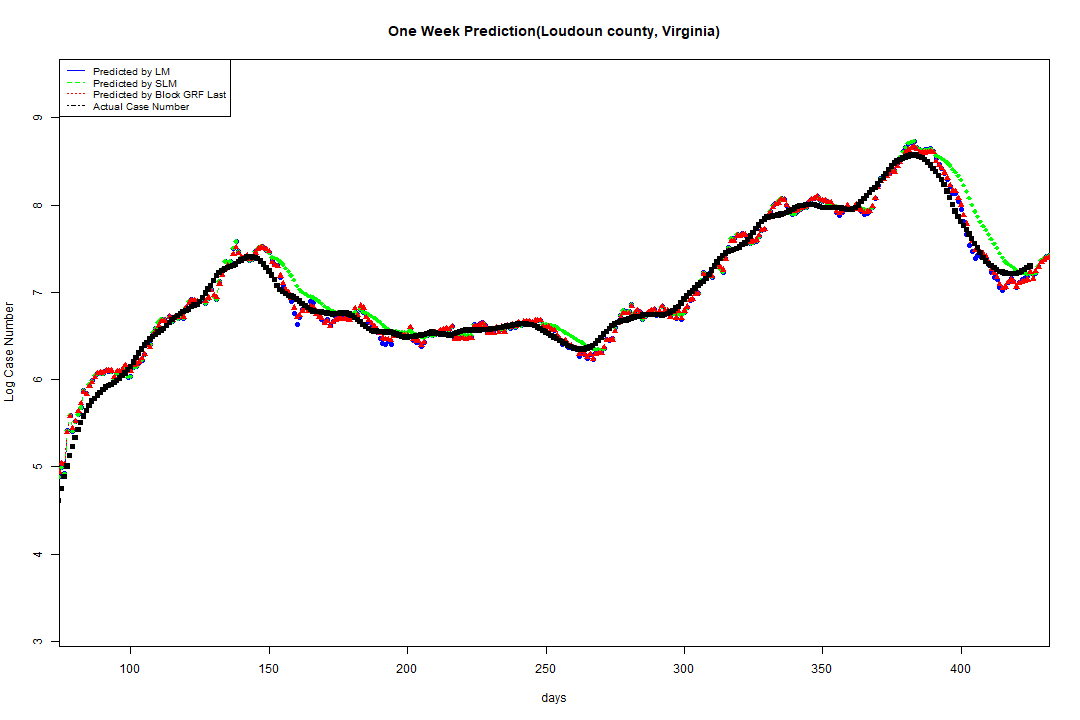 One Week Prediction(Loudoun county, Virginia)
Predicted by LM
Predicted by SLM
Predicted by Block GRF Last
Actual Case Number
9
8
7
6
5
4
3
Log Case Number
100 150 200 250 300 350 400
days